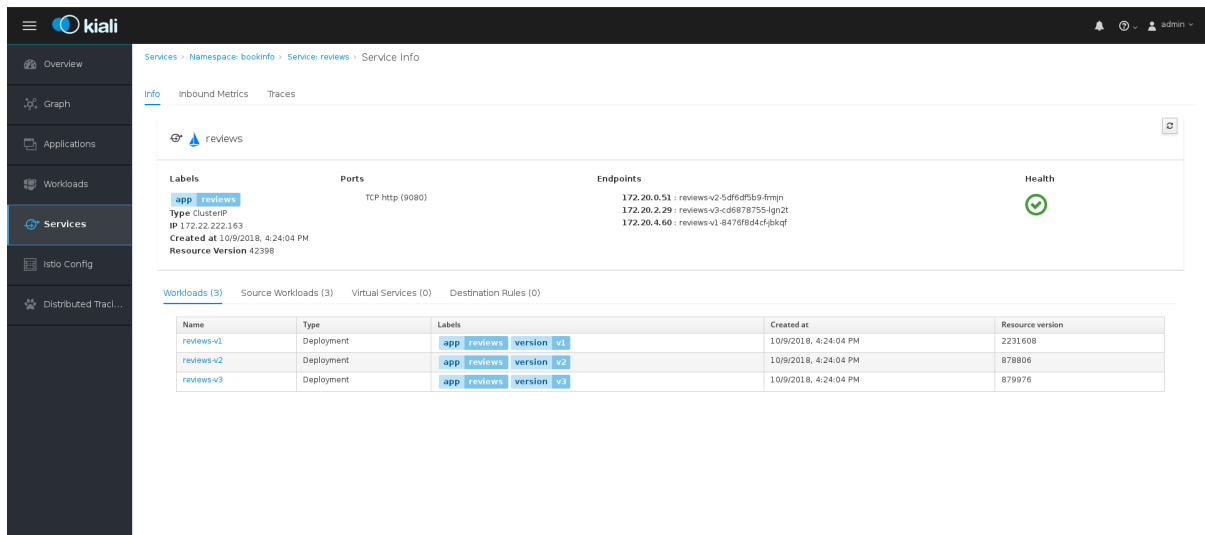 kiali
admin
Overview
Graph
Applications
Workloads
Services
Istio Config
Distributed Traci...
Services › Namespace: bookinfo › Service: reviews › Service Info
Info Inbound Metrics Traces
reviews
Labels Ports Endpoints Health
app reviews
TCP http (9080)
172.20.0.51 : reviews-v2-5df6df5b9-frmjn
172.20.2.29 : reviews-v3-cd6878755-lgn2t
172.20.4.60 : reviews-v1-8476f8d4cf-jbkqf
Type ClusterIP
IP 172.22.222.163
Created at 10/9/2018, 4:24:04 PM
Resource Version 42398
Workloads (3) Source Workloads (3) Virtual Services (0) Destination Rules (0)
Name Type Labels Created at Resource version
reviews-v1 Deployment app reviews version v1 10/9/2018, 4:24:04 PM 2231608
reviews-v2 Deployment app reviews version v2 10/9/2018, 4:24:04 PM 878806
reviews-v3 Deployment app reviews version v3 10/9/2018, 4:24:04 PM 879976